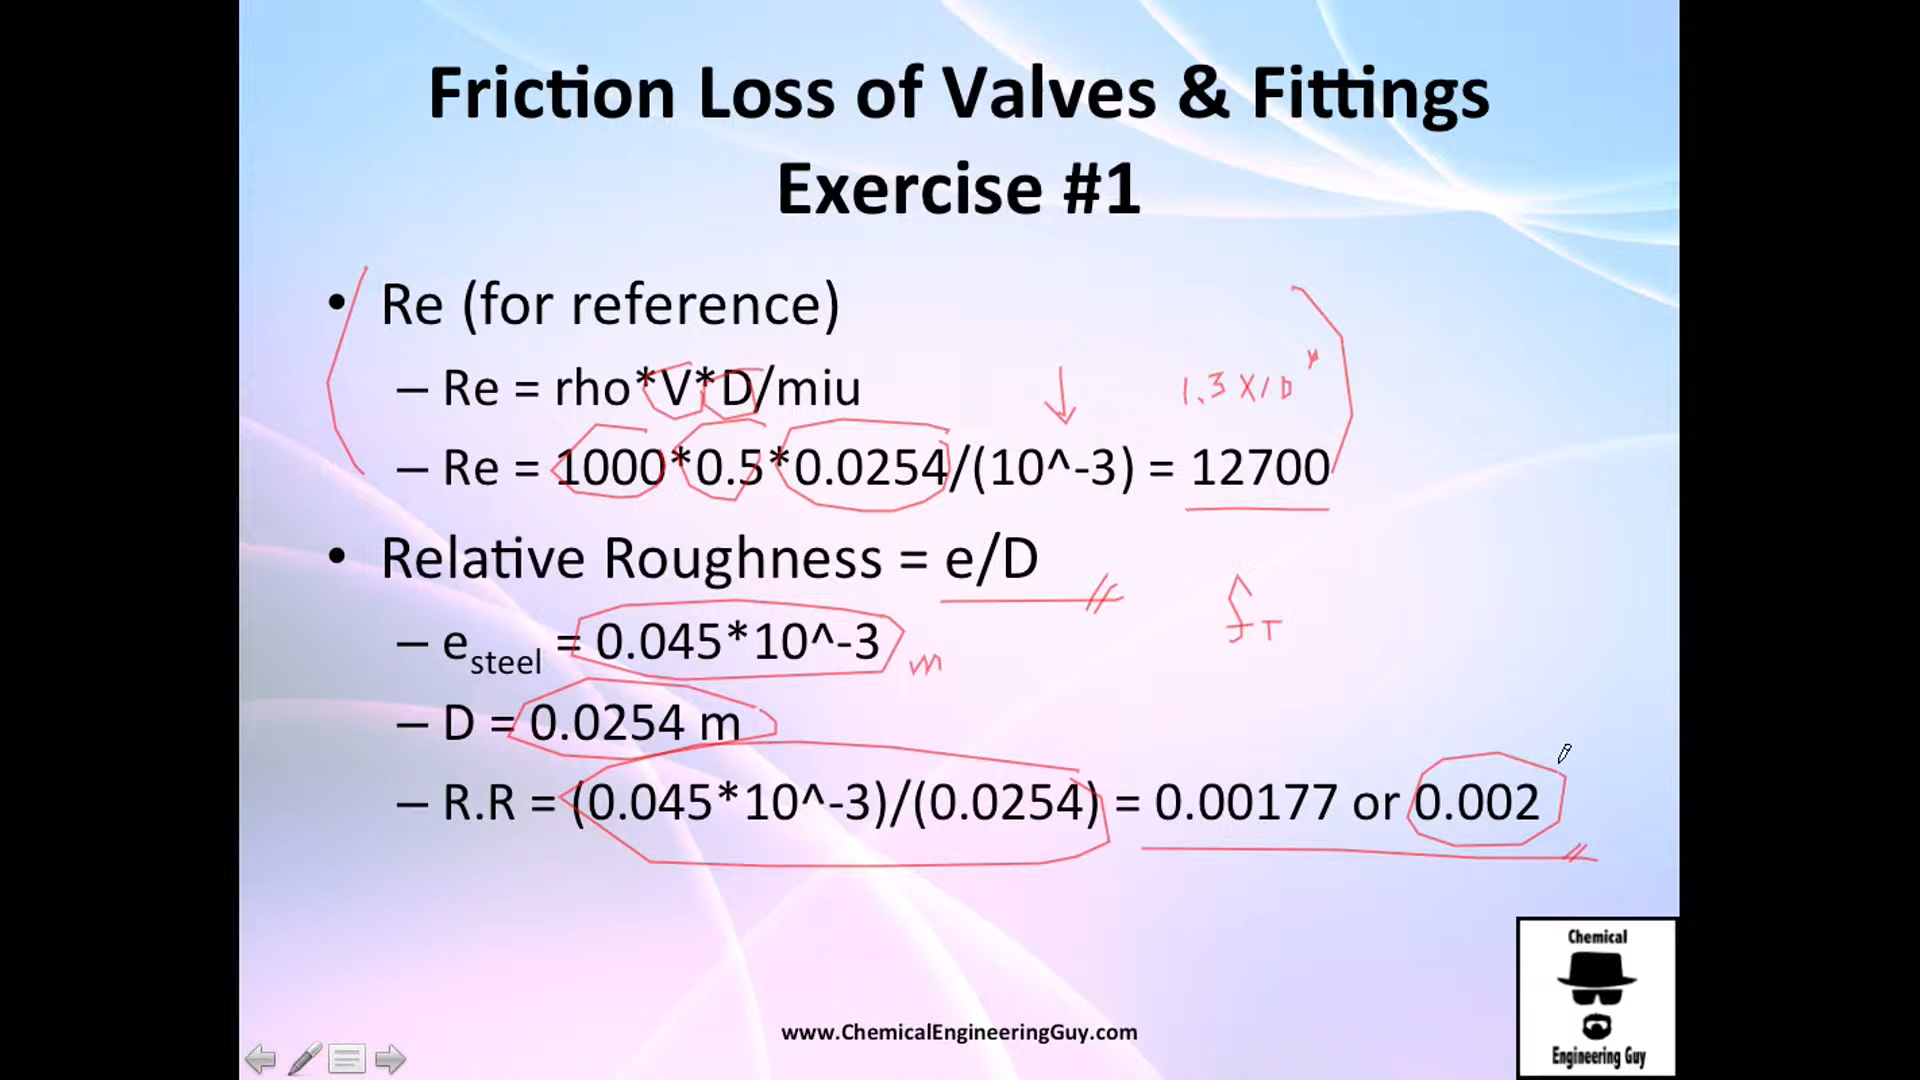 Friction Loss of Valves & Fittings
Exercise #1
• Re (for reference)
– Re = rho*V*D/miu
1.3 X10
– Re = 1000*0.5*0.0254/(10^-3) = 12700
• Relative Roughness = e/D
fT
– esteel = 0.045*10^-3 m
– D = 0.0254 m
– R.R = (0.045*10^-3)/(0.0254) = 0.00177 or 0.002
Chemical
Engineering Guy
www.ChemicalEngineeringGuy.com